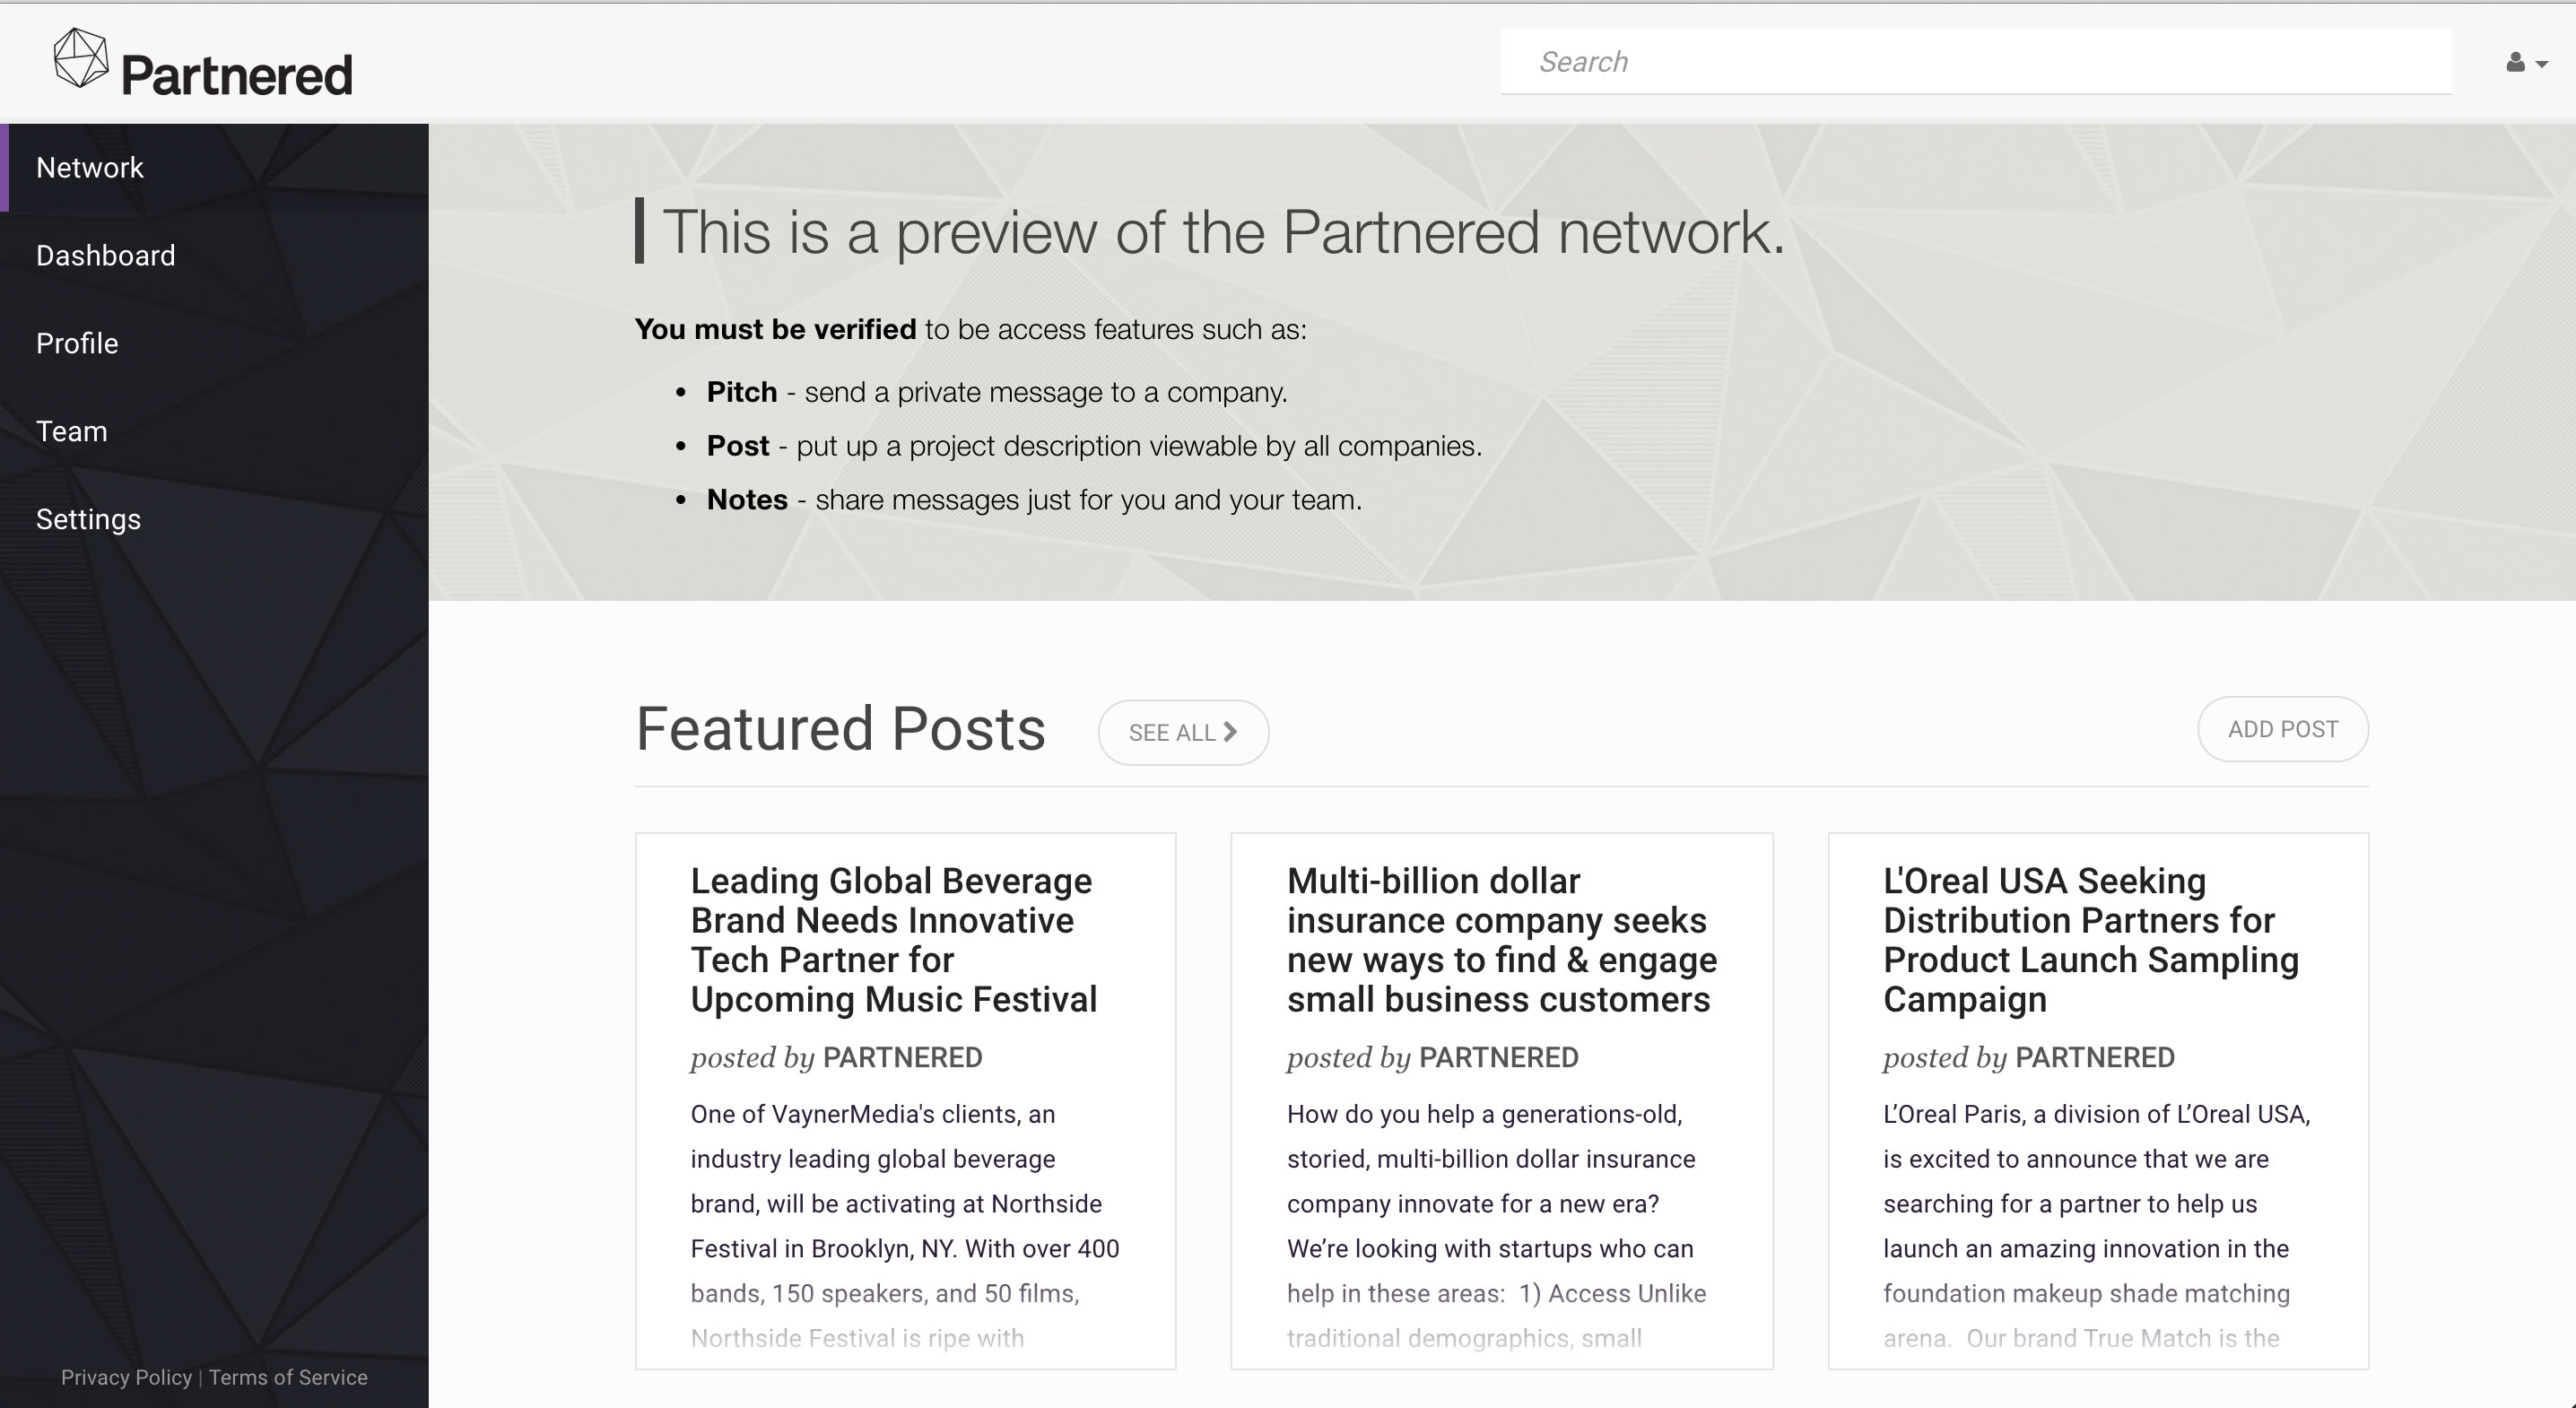 Partnered
Search
Network
Dashboard
Profile
Team
Settings
Privacy Policy | Terms of Service
This is a preview of the Partnered network.
You must be verified to be access features such as:
• Pitch - send a private message to a company.
• Post - put up a project description viewable by all companies.
• Notes - share messages just for you and your team.
Featured Posts
SEE ALL
ADD POST
Leading Global Beverage
Brand Needs Innovative
Tech Partner for
Upcoming Music Festival
posted by PARTNERED
One of VaynerMedia's clients, an
industry leading global beverage
brand, will be activating at Northside
Festival in Brooklyn, NY. With over 400
bands, 150 speakers, and 50 films,
Northside Festival is ripe with
Multi-billion dollar
insurance company seeks
new ways to find & engage
small business customers
posted by PARTNERED
How do you help a generations-old,
storied, multi-billion dollar insurance
company innovate for a new era?
We’re looking with startups who can
help in these areas:  1) Access Unlike
traditional demographics, small
L'Oreal USA Seeking
Distribution Partners for
Product Launch Sampling
Campaign
posted by PARTNERED
L’Oreal Paris, a division of L’Oreal USA,
is excited to announce that we are
searching for a partner to help us
launch an amazing innovation in the
foundation makeup shade matching
arena.  Our brand True Match is the